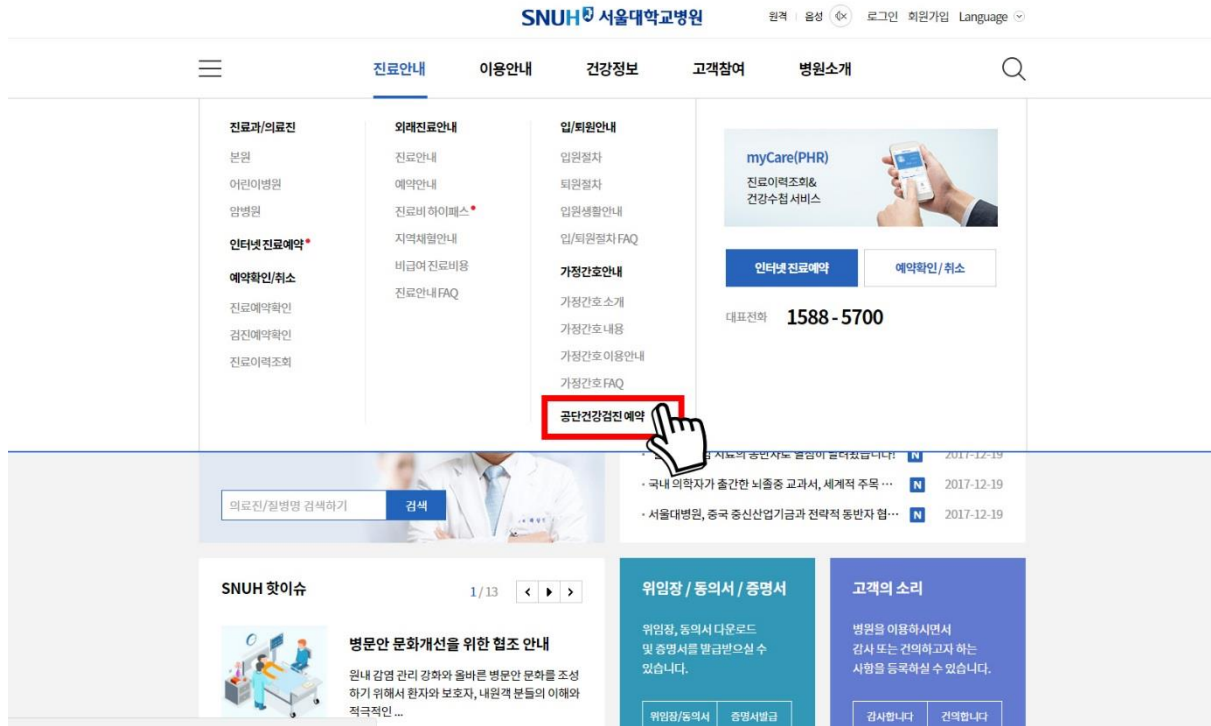 SNUH 서울대학교병원
원격 음성 로그인 회원가입 Language
진료안내 이용안내 건강정보 고객참여 병원소개
진료과/의료진
본원
어린이병원
암병원
인터넷 진료예약
예약확인/취소
진료예약확인
검진예약확인
진료이력조회
외래진료안내
진료안내
예약안내
진료비 하이패스
지역채혈안내
비급여 진료비용
진료안내 FAQ
입/퇴원안내
입원절차
퇴원절차
입원생활안내
입/퇴원절차 FAQ
가정간호안내
가정간호 소개
가정간호 내용
가정간호 이용안내
가정간호 FAQ
공단건강검진 예약
myCare(PHR)
진료이력조회&
건강수첩 서비스
인터넷 진료예약 예약확인/취소
대표전화 1588-5700
의료진/질병명 검색하기 검색
N 2017-12-19
· 국내 의학자가 출간한 뇌졸중 교과서, 세계적 주목 … N 2017-12-19
· 서울대병원, 중국 중신산업기금과 전략적 동반자 협… N 2017-12-19
SNUH 핫이슈 1/13
병문안 문화개선을 위한 협조 안내
원내 감염 관리 강화와 올바른 병문안 문화를 조성
하기 위해서 환자와 보호자, 내원객 분들의 이해와
적극적인 ...
위임장 / 동의서 / 증명서
위임장, 동의서 다운로드
및 증명서를 발급받으실 수
있습니다.
위임장/동의서 증명서발급
고객의 소리
병원을 이용하시면서
감사 또는 건의하고자 하는
사항을 등록하실 수 있습니다.
감사합니다 건의합니다